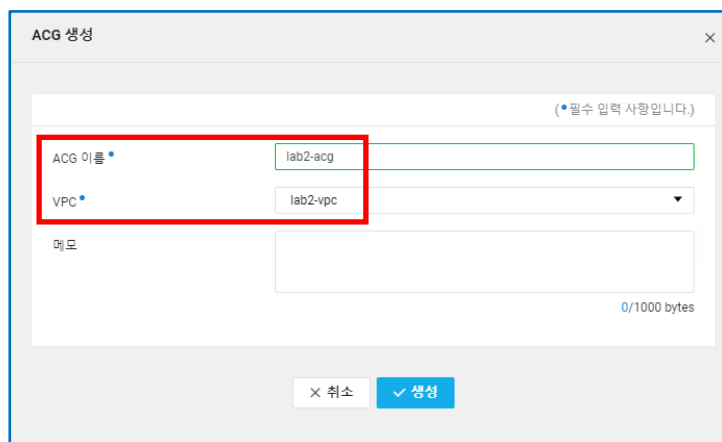 ACG 생성
(•필수 입력 사항입니다.)
ACG 이름• lab2-acg
VPC• lab2-vpc
메모
0/1000 bytes
× 취소 ✓ 생성